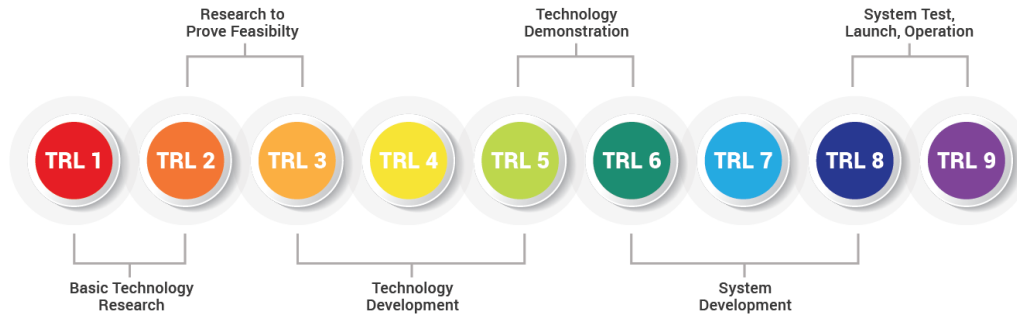 Research to
Prove Feasibilty
Technology
Demonstration
System Test,
Launch, Operation
TRL 1
TRL 2
TRL 3
TRL 4
TRL 5
TRL 6
TRL 7
TRL 8
TRL 9
Basic Technology
Research
Technology
Development
System
Development